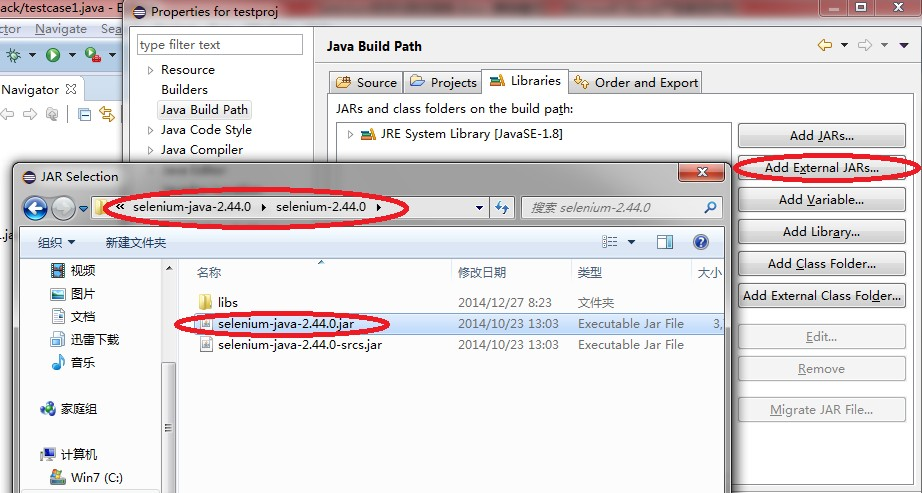 ack/testcase1.java - E
Properties for testproj
ctor Navigate Sea
type filter text
Java Build Path
Resource
Builders
Java Build Path
Java Code Style
Java Compiler
Source Projects Libraries Order and Export
Navigator
JARs and class folders on the build path:
JRE System Library [JavaSE-1.8]
Add JARs...
Add External JARs...
Add Variable...
Add Library...
Add Class Folder...
Add External Class Folder...
Edit...
Remove
Migrate JAR File...
JAR Selection
« selenium-java-2.44.0 selenium-2.44.0
搜索 selenium-2.44.0
组织 新建文件夹
视频
图片
文档
迅雷下载
音乐
家庭组
计算机
Win7 (C:)
名称 修改日期 类型 大小
libs 2014/12/27 8:23 文件夹
selenium-java-2.44.0.jar 2014/10/23 13:03 Executable Jar File 3,
selenium-java-2.44.0-srcs.jar 2014/10/23 13:03 Executable Jar File